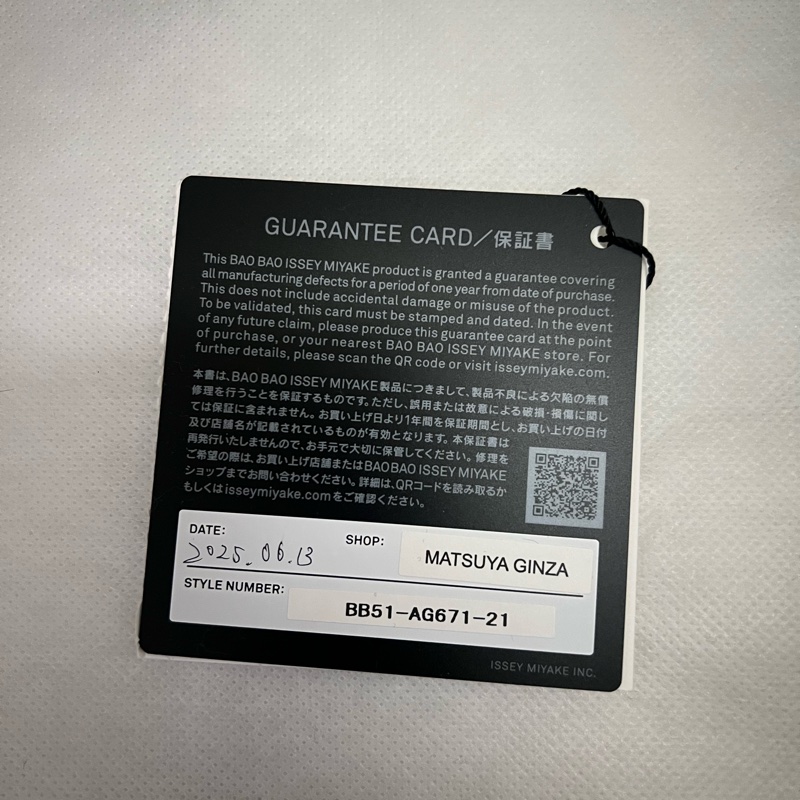 GUARANTEE CARD/保証書
This BAO BAO ISSEY MIYAKE product is granted a guarantee covering
all manufacturing defects for a period of one year from date of purchase.
This does not include accidental damage or misuse of the product.
To be validated, this card must be stamped and dated. In the event
of any future claim, please produce this guarantee card at the point
of purchase, or your nearest BAO BAO ISSEY MIYAKE store. For
further details, please scan the QR code or visit isseymiyake.com.
本書は、BAO BAO ISSEY MIYAKE製品につきまして、製品不良による欠陥の無償
修理を行うことを保証するものです。ただし、誤用または故意による破損・損傷に関し
ては保証に含まれません。お買い上げ日より1年間を保証期間とし、お買い上げの日付
及び店舗名が記載されているものが有効となります。本保証書は
再発行いたしませんので、お手元で大切に保管してください。修理を
ご希望の際は、お買い上げ店舗またはBAO BAO ISSEY MIYAKE
ショップまでお問い合わせください。詳細は、QRコードを読み取るか
もしくはisseymiyake.comをご確認ください。
DATE: 2025.06.13 SHOP: MATSUYA GINZA
STYLE NUMBER: BB51-AG671-21
ISSEY MIYAKE INC.